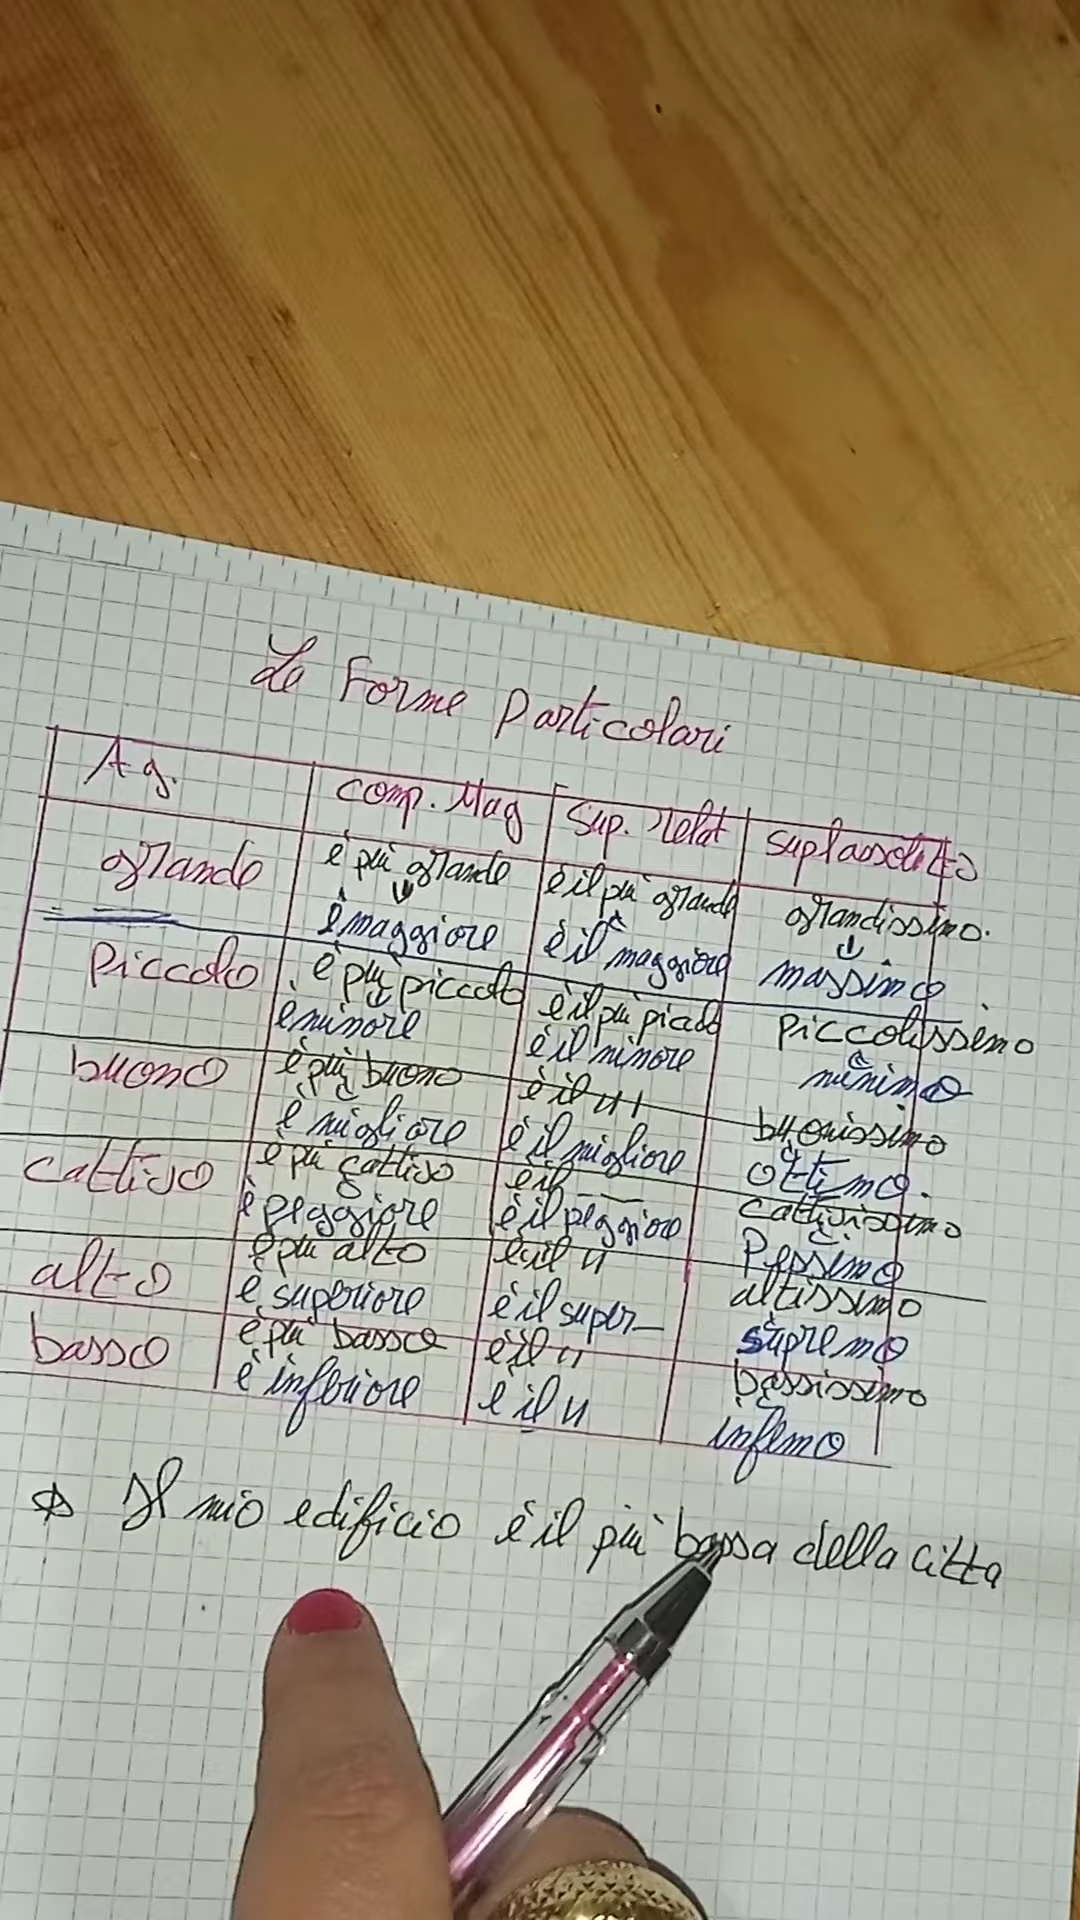 Le Forme Particolari
Ag. comp. Mag Sup. relat suplassoluto
grande è più grande è il più grande grandissimo.
è maggiore è il maggiore massimo
Piccolo è più piccolo è il più piccolo piccolissimo
è minore è il minore minimo
buono è più buono è il " buonissimo
è migliore è il migliore ottimo.
cattivo è più cattivo è il cattivissimo
è peggiore è il peggiore Pessimo
alto è più alto è il " altissimo
è superiore è il super supremo
basso è più basso è il " bassissimo
è inferiore è il " infimo
Il mio edificio è il più bassa della citta